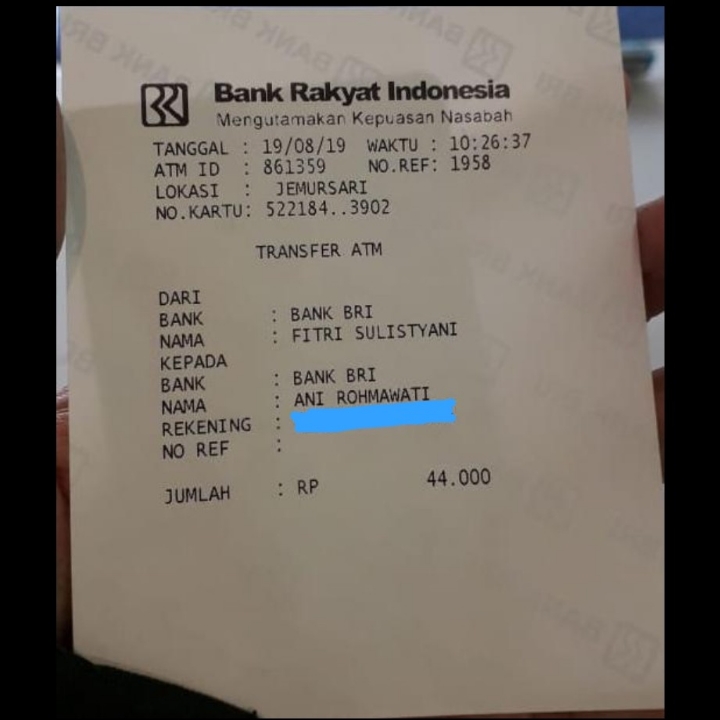 Bank Rakyat Indonesia
Mengutamakan Kepuasan Nasabah
TANGGAL : 19/08/19 WAKTU : 10:26:37
ATM ID : 861359 NO.REF: 1958
LOKASI : JEMURSARI
NO.KARTU: 522184..3902
TRANSFER ATM
DARI
BANK : BANK BRI
NAMA : FITRI SULISTYANI
KEPADA
BANK : BANK BRI
NAMA : ANI ROHMAWATI
REKENING :
NO REF :
JUMLAH : RP 44.000